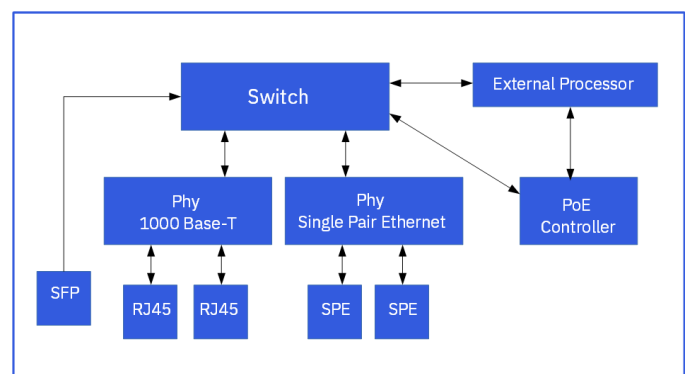 Switch
External Processor
Phy
1000 Base-T
Phy
Single Pair Ethernet
PoE
Controller
SFP
RJ45
RJ45
SPE
SPE